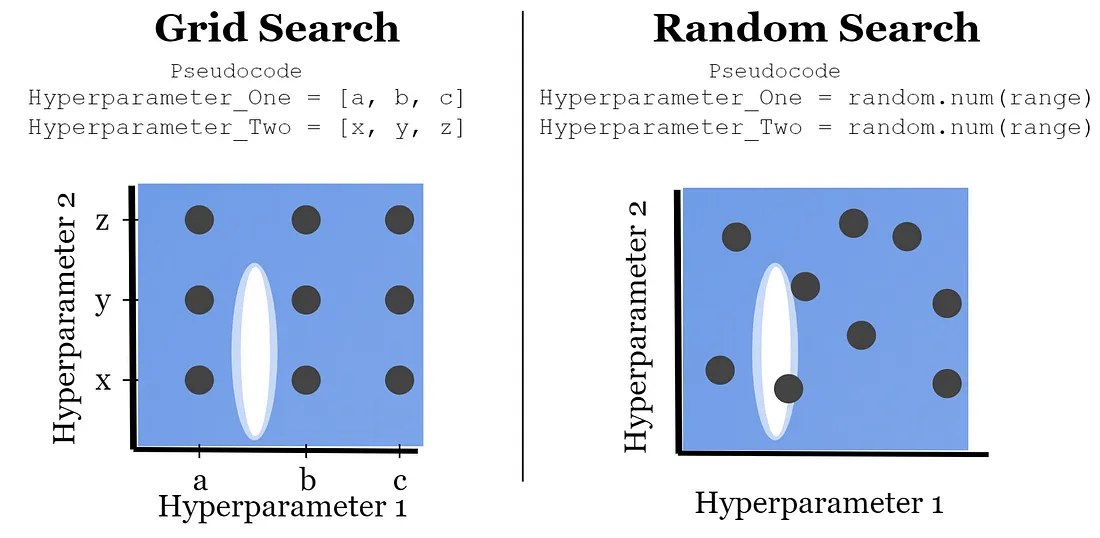 Grid Search
Pseudocode
Hyperparameter_One = [a, b, c]
Hyperparameter_Two = [x, y, z]
Hyperparameter 2
z
y
x
a b c
Hyperparameter 1
Random Search
Pseudocode
Hyperparameter_One = random.num(range)
Hyperparameter_Two = random.num(range)
Hyperparameter 2
Hyperparameter 1